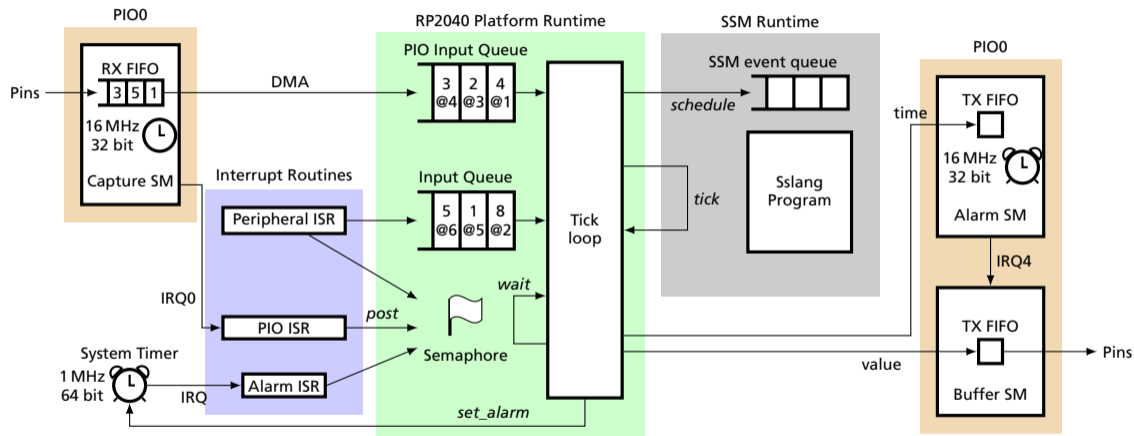 PIO0
RX FIFO
3 5 1
16 MHz
32 bit
Capture SM
Pins
DMA
IRQ0
Interrupt Routines
Peripheral ISR
PIO ISR
Alarm ISR
System Timer
1 MHz
64 bit
IRQ
post
RP2040 Platform Runtime
PIO Input Queue
3 2 4
@4 @3 @1
Input Queue
5 1 8
@6 @5 @2
wait
Semaphore
Tick
loop
set_alarm
SSM Runtime
SSM event queue
schedule
tick
Sslang
Program
time
value
PIO0
TX FIFO
16 MHz
32 bit
Alarm SM
IRQ4
TX FIFO
Buffer SM
Pins